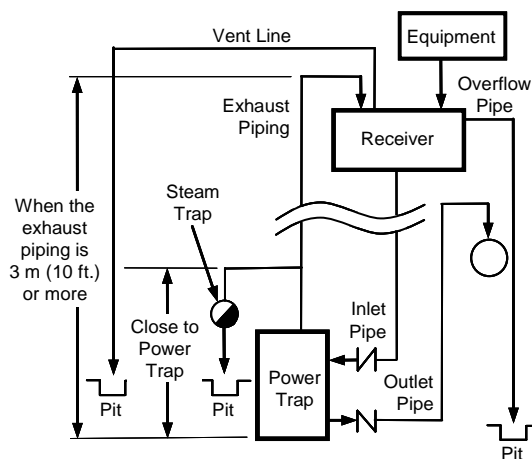 Vent Line
Equipment
Exhaust
Piping
Overflow
Pipe
Receiver
When the
exhaust
piping is
3 m (10 ft.)
or more
Steam
Trap
Close to
Power
Trap
Inlet
Pipe
Power
Trap
Outlet
Pipe
Pit
Pit
Pit